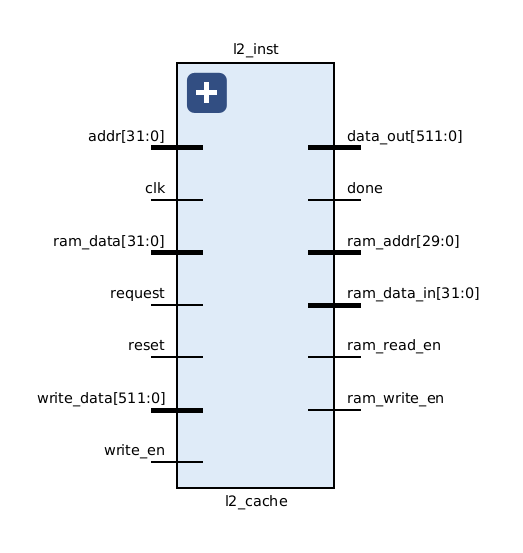 l2_inst
addr[31:0]
data_out[511:0]
clk
done
ram_data[31:0]
ram_addr[29:0]
request
ram_data_in[31:0]
reset
ram_read_en
write_data[511:0]
ram_write_en
write_en
l2_cache